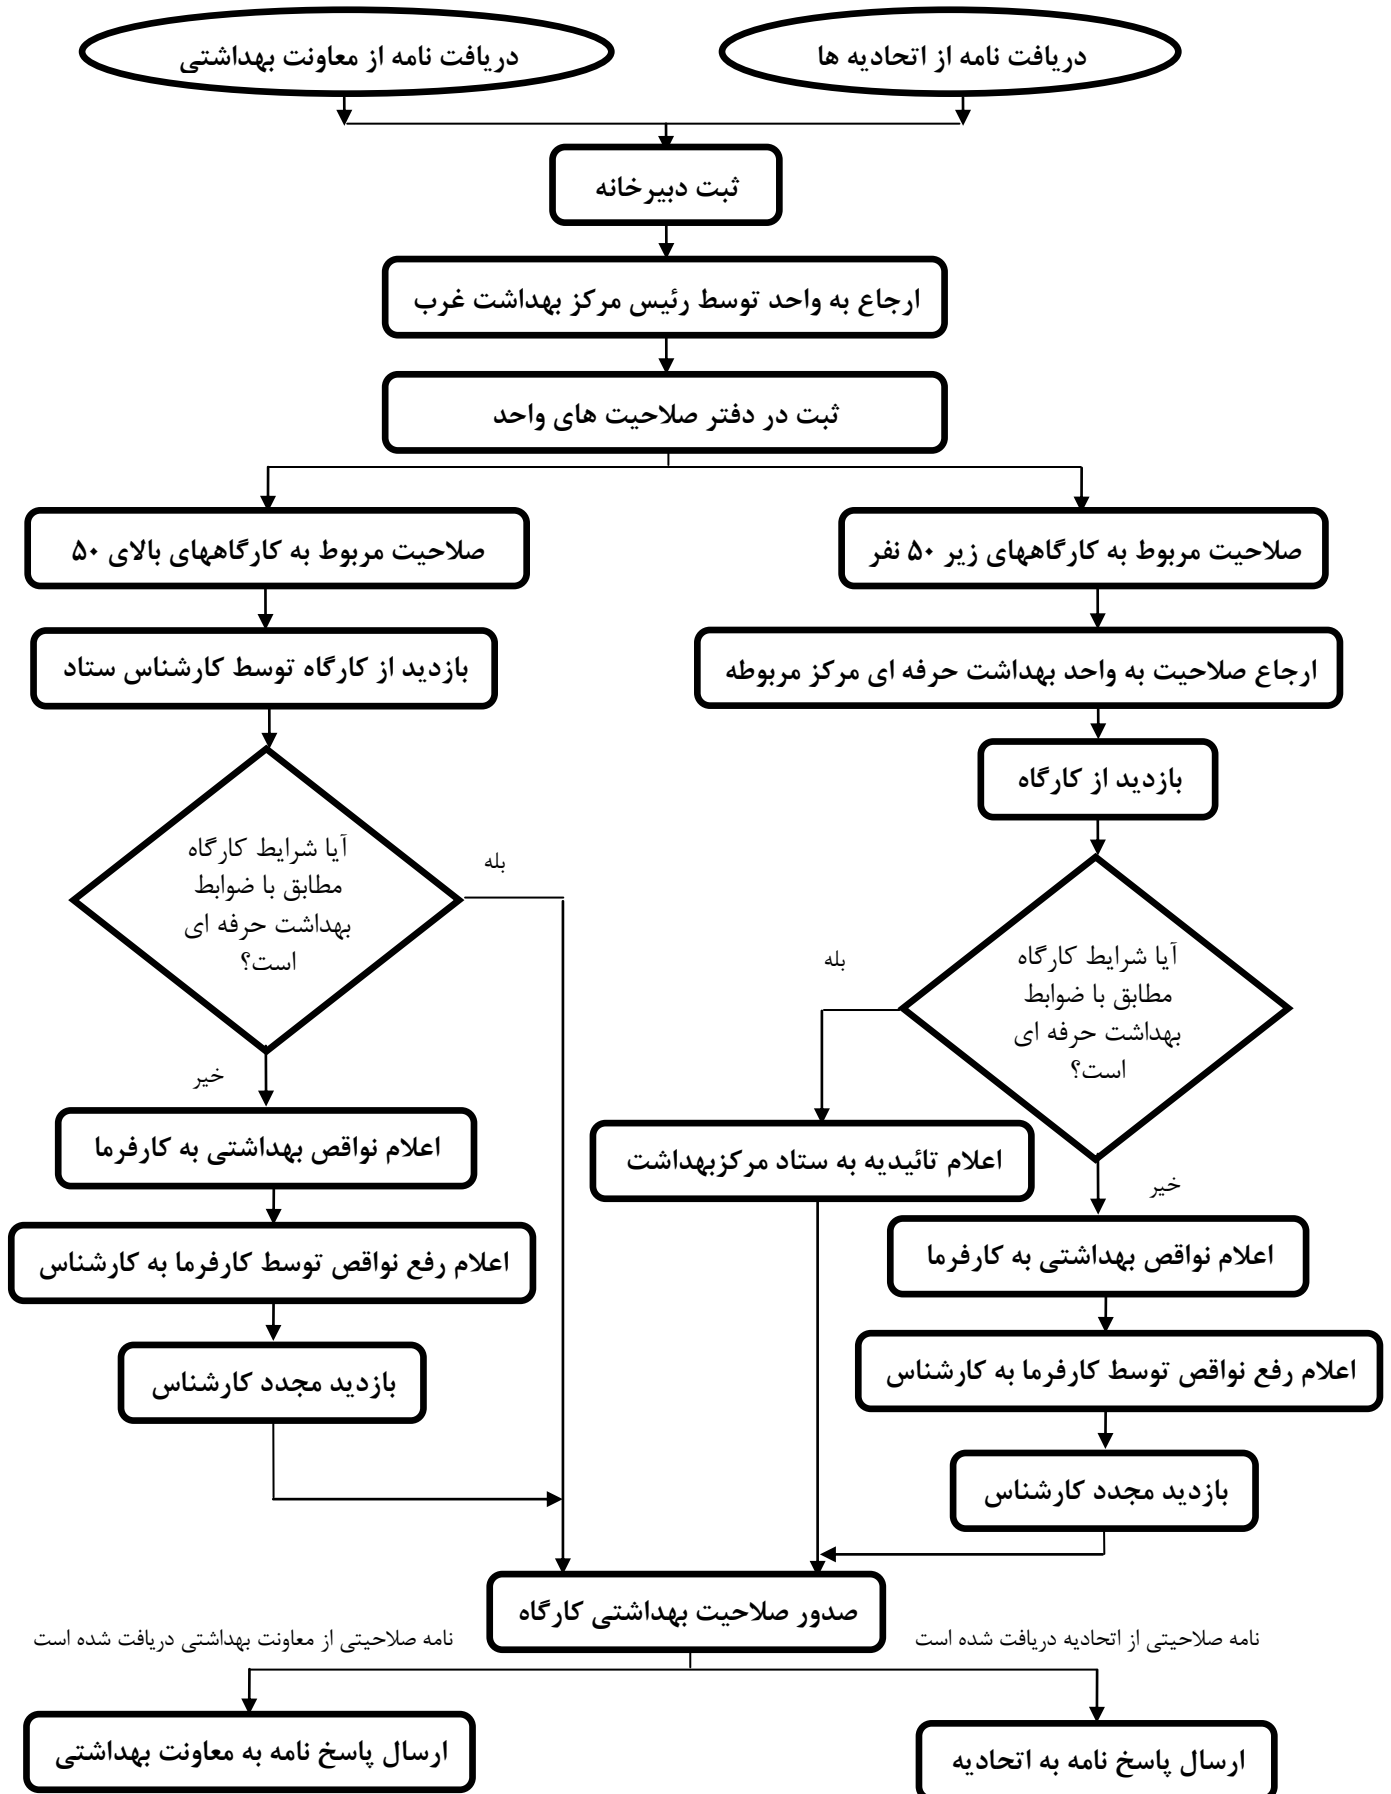 دریافت نامه از اتحادیه ها
دریافت نامه از معاونت بهداشتی
ثبت دبیرخانه
ارجاع به واحد توسط رئیس مرکز بهداشت غرب
ثبت در دفتر صلاحیت های واحد
صلاحیت مربوط به کارگاههای زیر ۵۰ نفر
صلاحیت مربوط به کارگاههای بالای ۵۰
ارجاع صلاحیت به واحد بهداشت حرفه ای مرکز مربوطه
بازدید از کارگاه توسط کارشناس ستاد
بازدید از کارگاه
آیا شرایط کارگاه
مطابق با ضوابط
بهداشت حرفه ای
است؟
بله
خیر
آیا شرایط کارگاه
مطابق با ضوابط
بهداشت حرفه ای
است؟
بله
خیر
اعلام تائیدیه به ستاد مرکزبهداشت
اعلام نواقص بهداشتی به کارفرما
اعلام نواقص بهداشتی به کارفرما
اعلام رفع نواقص توسط کارفرما به کارشناس
اعلام رفع نواقص توسط کارفرما به کارشناس
بازدید مجدد کارشناس
بازدید مجدد کارشناس
صدور صلاحیت بهداشتی کارگاه
نامه صلاحیتی از اتحادیه دریافت شده است
نامه صلاحیتی از معاونت بهداشتی دریافت شده است
ارسال پاسخ نامه به اتحادیه
ارسال پاسخ نامه به معاونت بهداشتی